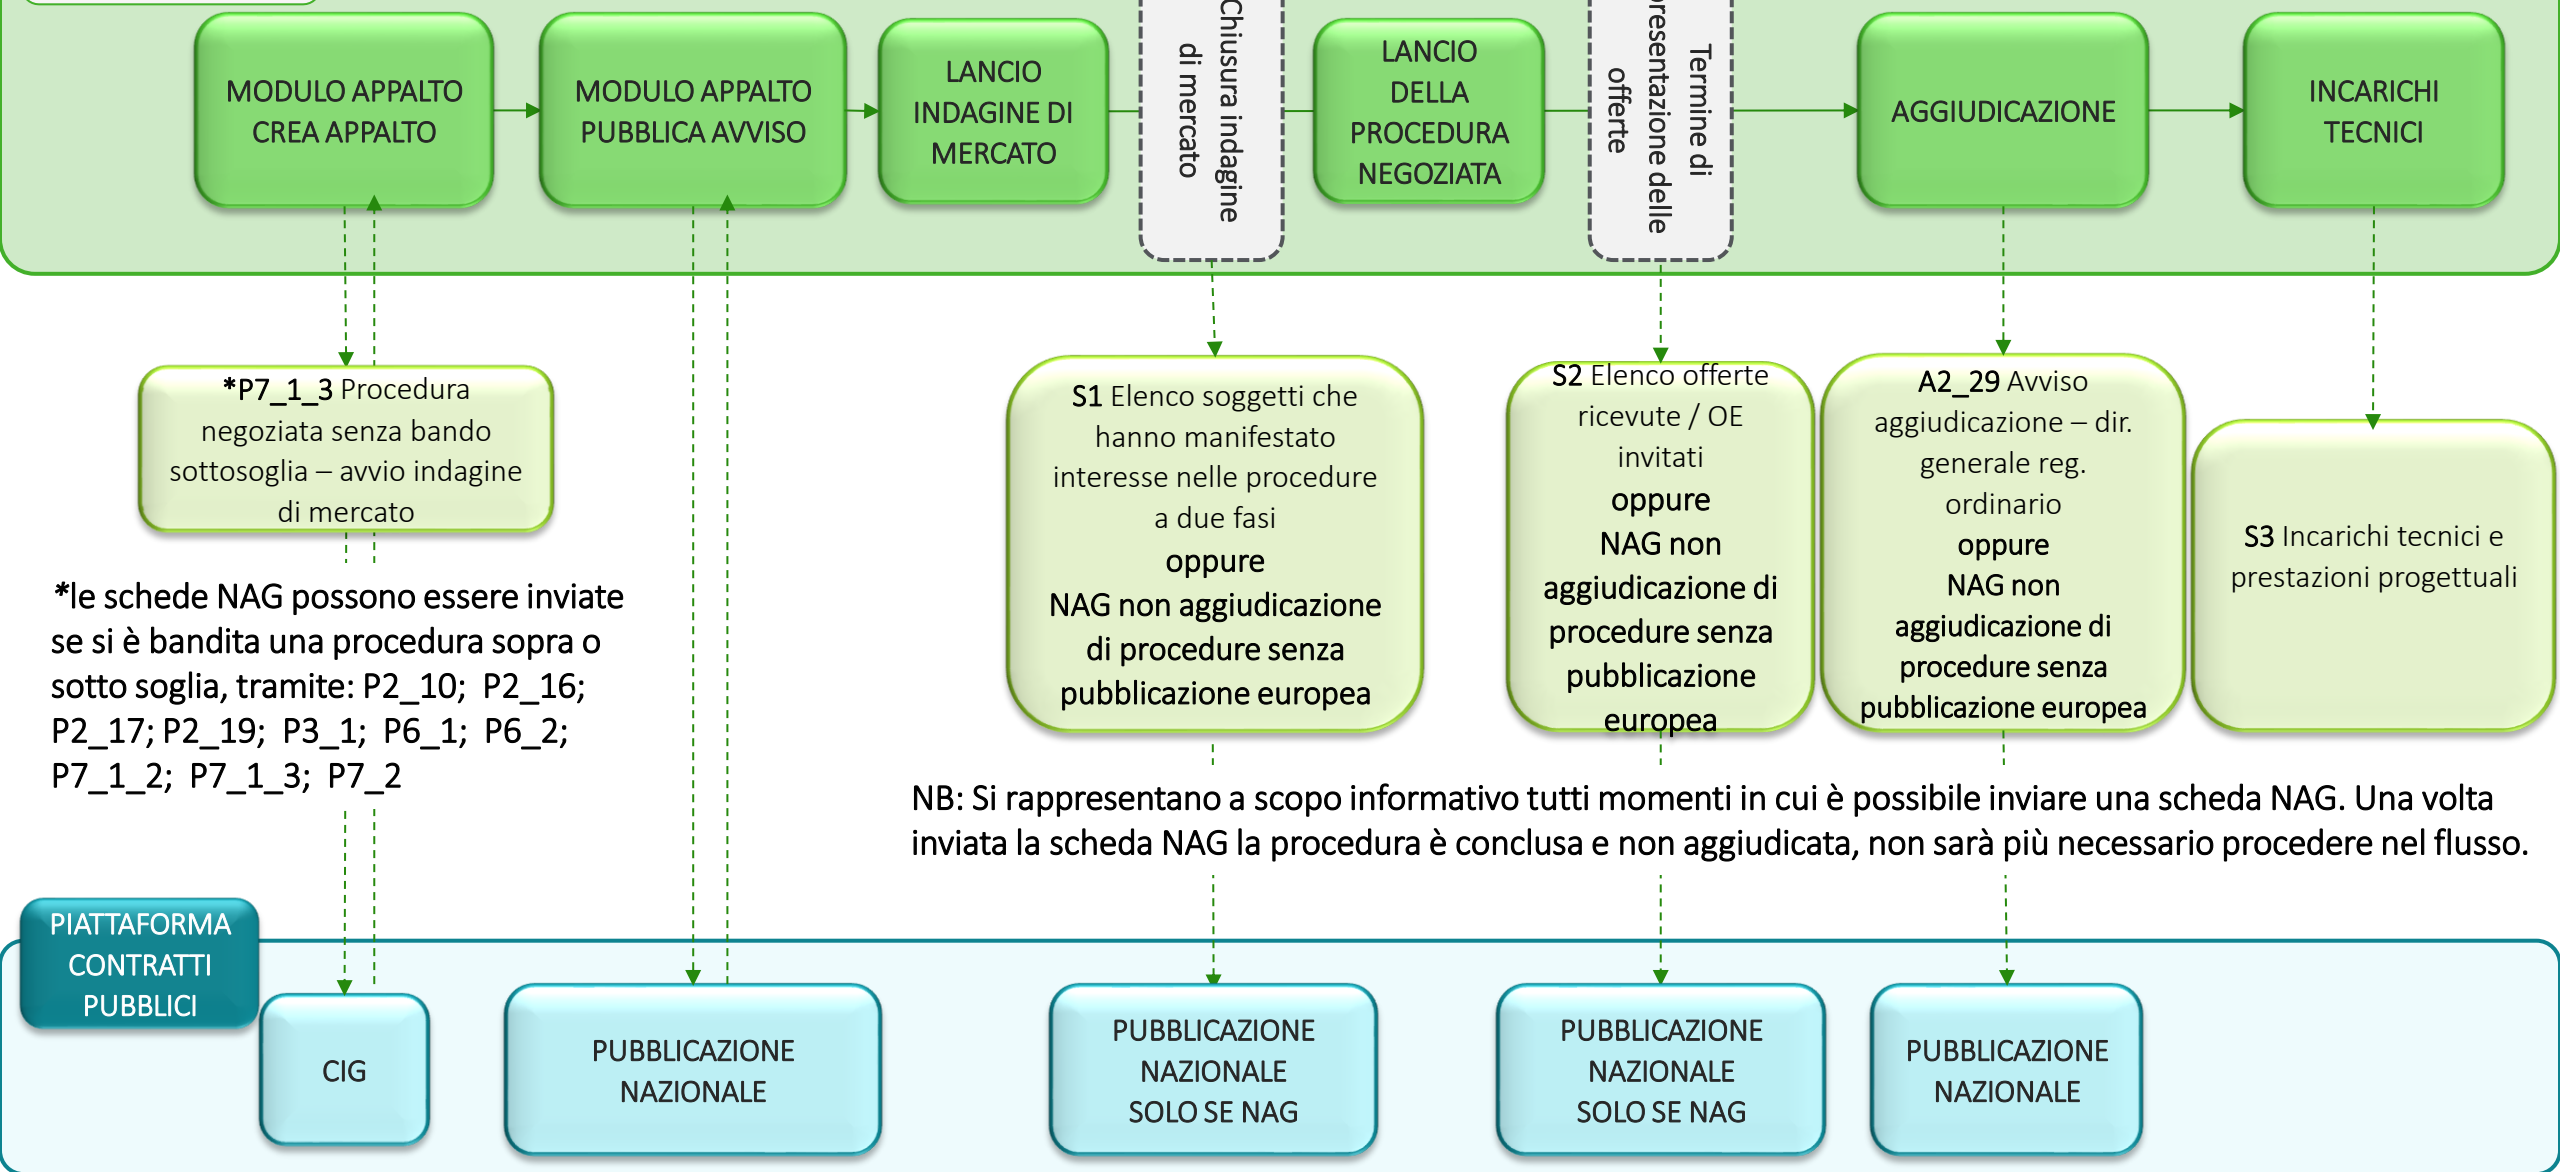 MODULO APPALTO
CREA APPALTO
MODULO APPALTO
PUBBLICA AVVISO
LANCIO
INDAGINE DI
MERCATO
Chiusura indagine
di mercato
LANCIO
DELLA
PROCEDURA
NEGOZIATA
Termine di
presentazione delle
offerte
AGGIUDICAZIONE
INCARICHI
TECNICI
*P7_1_3 Procedura
negoziata senza bando
sottosoglia – avvio indagine
di mercato
S1 Elenco soggetti che
hanno manifestato
interesse nelle procedure
a due fasi
oppure
NAG non aggiudicazione
di procedure senza
pubblicazione europea
S2 Elenco offerte
ricevute / OE
invitati
oppure
NAG non
aggiudicazione di
procedure senza
pubblicazione
europea
A2_29 Avviso
aggiudicazione – dir.
generale reg.
ordinario
oppure
NAG non
aggiudicazione di
procedure senza
pubblicazione europea
S3 Incarichi tecnici e
prestazioni progettuali
*le schede NAG possono essere inviate
se si è bandita una procedura sopra o
sotto soglia, tramite: P2_10; P2_16;
P2_17; P2_19; P3_1; P6_1; P6_2;
P7_1_2; P7_1_3; P7_2
NB: Si rappresentano a scopo informativo tutti momenti in cui è possibile inviare una scheda NAG. Una volta
inviata la scheda NAG la procedura è conclusa e non aggiudicata, non sarà più necessario procedere nel flusso.
PIATTAFORMA
CONTRATTI
PUBBLICI
CIG
PUBBLICAZIONE
NAZIONALE
PUBBLICAZIONE
NAZIONALE
SOLO SE NAG
PUBBLICAZIONE
NAZIONALE
SOLO SE NAG
PUBBLICAZIONE
NAZIONALE